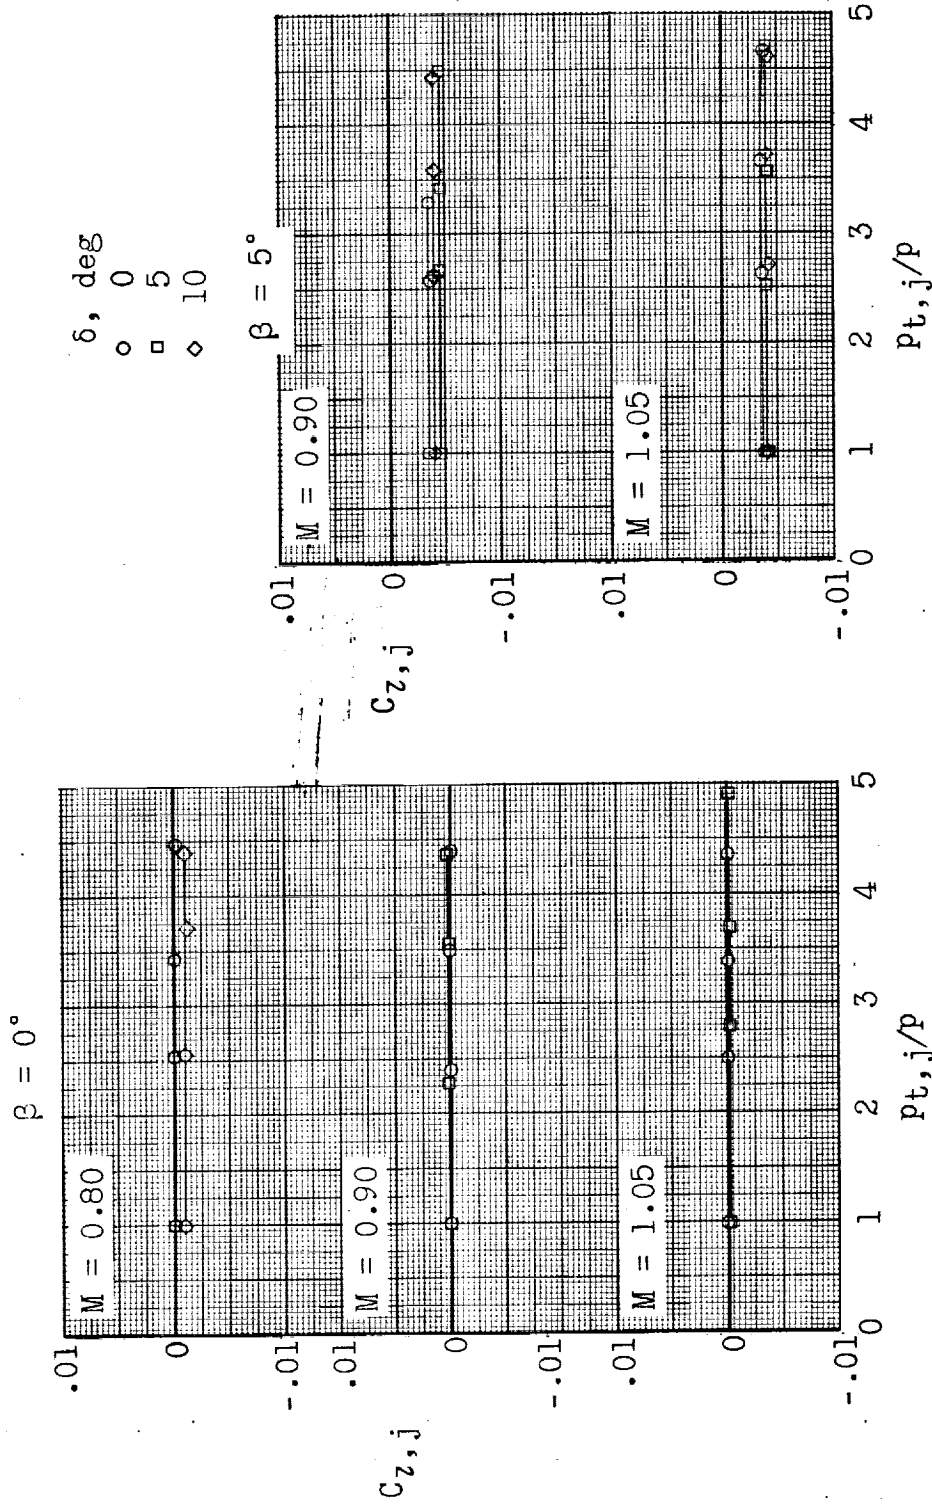 β = 0°
M = 0.80
.01
0
-.01
M = 0.90
.01
0
-.01
M = 1.05
.01
0
-.01
C_l,j
0 1 2 3 4 5
p_t,j/p
δ, deg
○ 0
□ 5
◇ 10
β = 5°
M = 0.90
.01
0
-.01
M = 1.05
.01
0
-.01
C_l,j
0 1 2 3 4 5
p_t,j/p